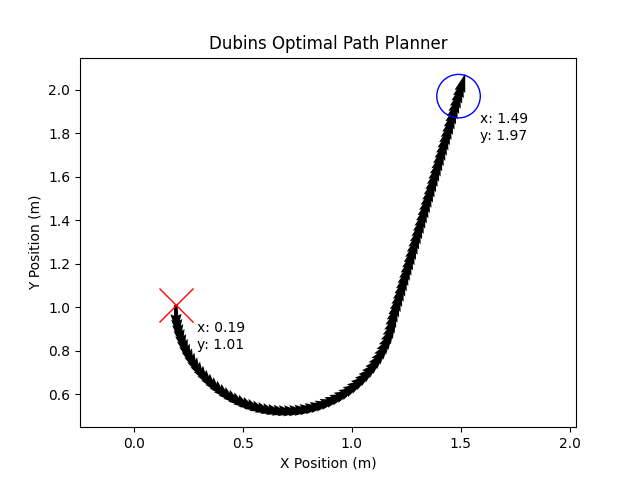 Dubins Optimal Path Planner
2.0
1.8
1.6
1.4
1.2
1.0
0.8
0.6
Y Position (m)
x: 1.49
y: 1.97
x: 0.19
y: 1.01
0.0
0.5
1.0
1.5
2.0
X Position (m)